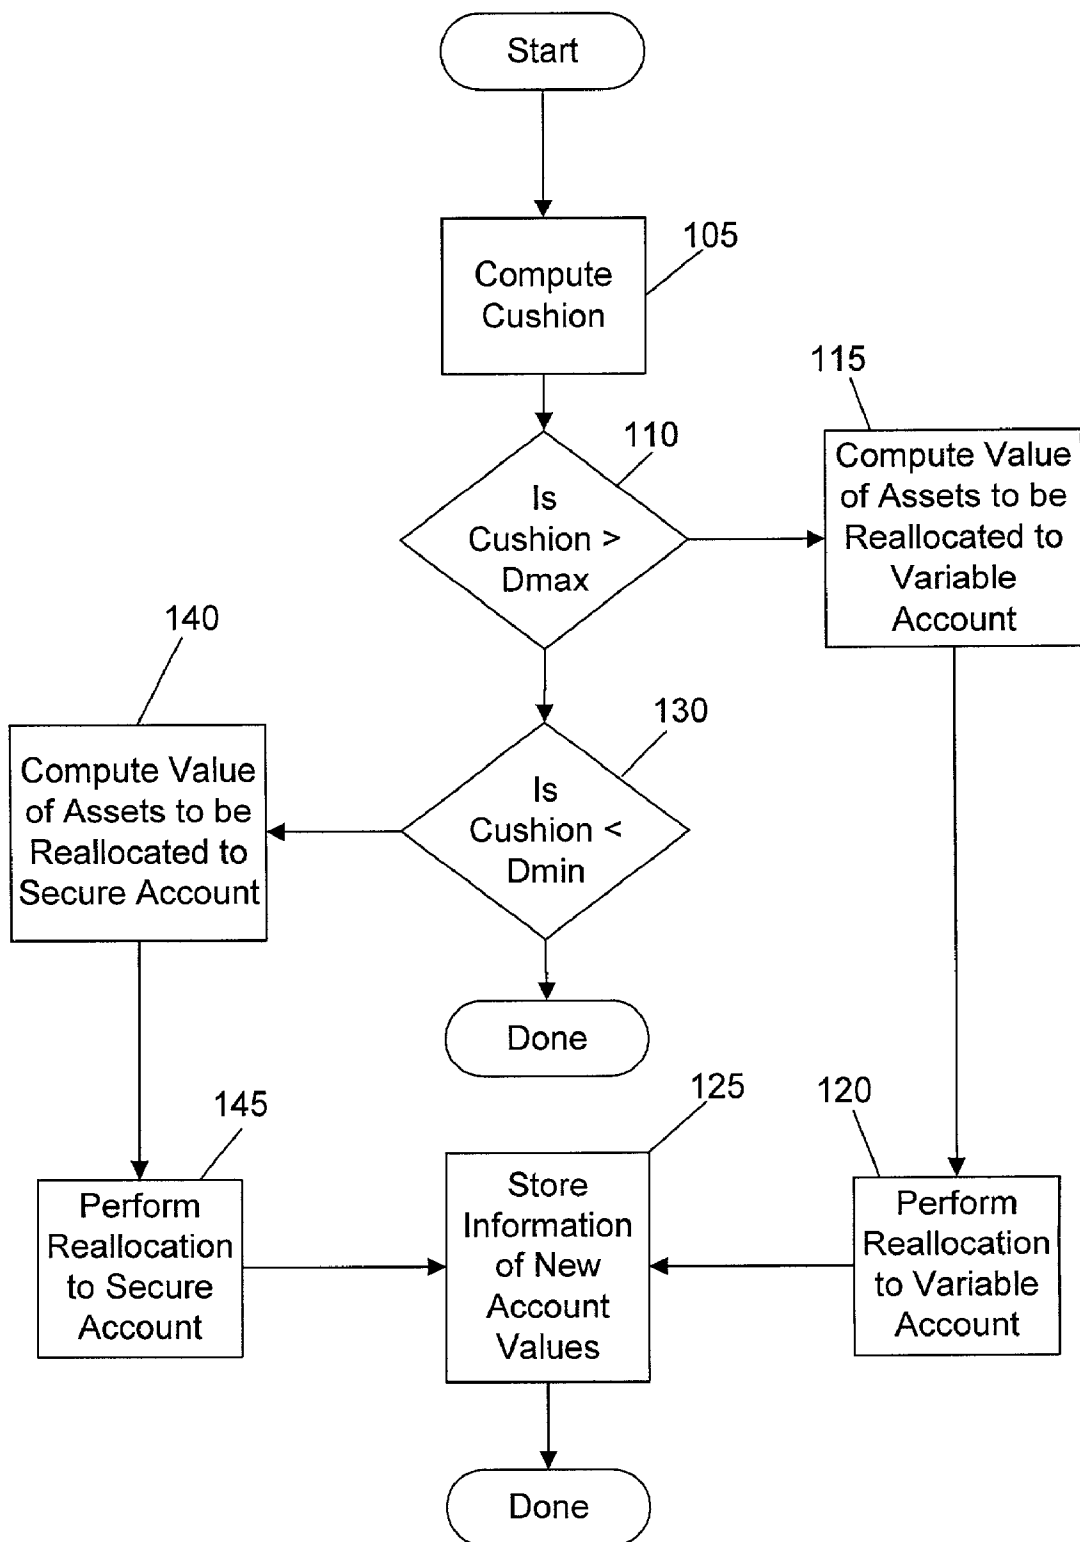 Start
105
Compute
Cushion
115
110
Compute Value
of Assets to be
Reallocated to
Variable
Account
Is
Cushion >
Dmax
140
130
Compute Value
of Assets to be
Reallocated to
Secure Account
Is
Cushion <
Dmin
Done
125
120
145
Perform
Reallocation
to Secure
Account
Store
Information
of New
Account
Values
Perform
Reallocation
to Variable
Account
Done